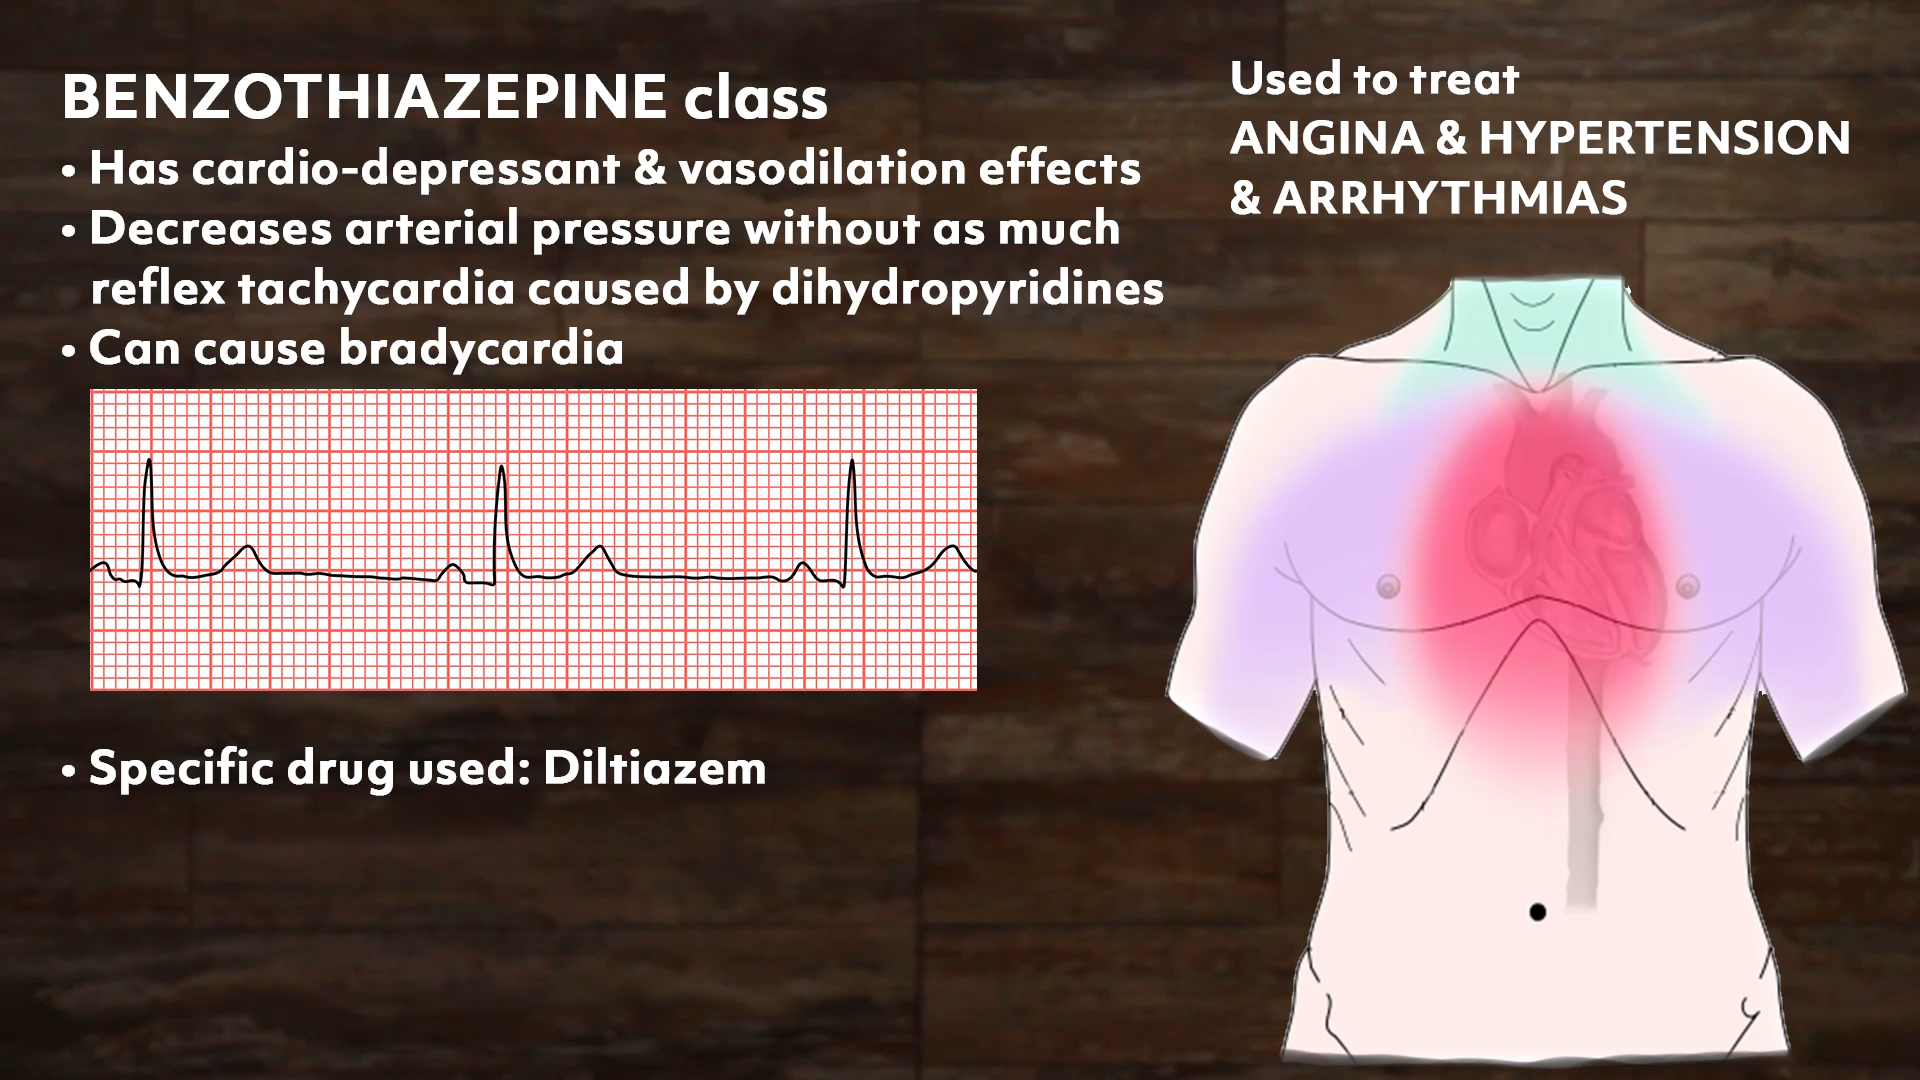 BENZOTHIAZEPINE class
• Has cardio-depressant & vasodilation effects
• Decreases arterial pressure without as much
reflex tachycardia caused by dihydropyridines
• Can cause bradycardia
• Specific drug used: Diltiazem
Used to treat
ANGINA & HYPERTENSION
& ARRHYTHMIAS